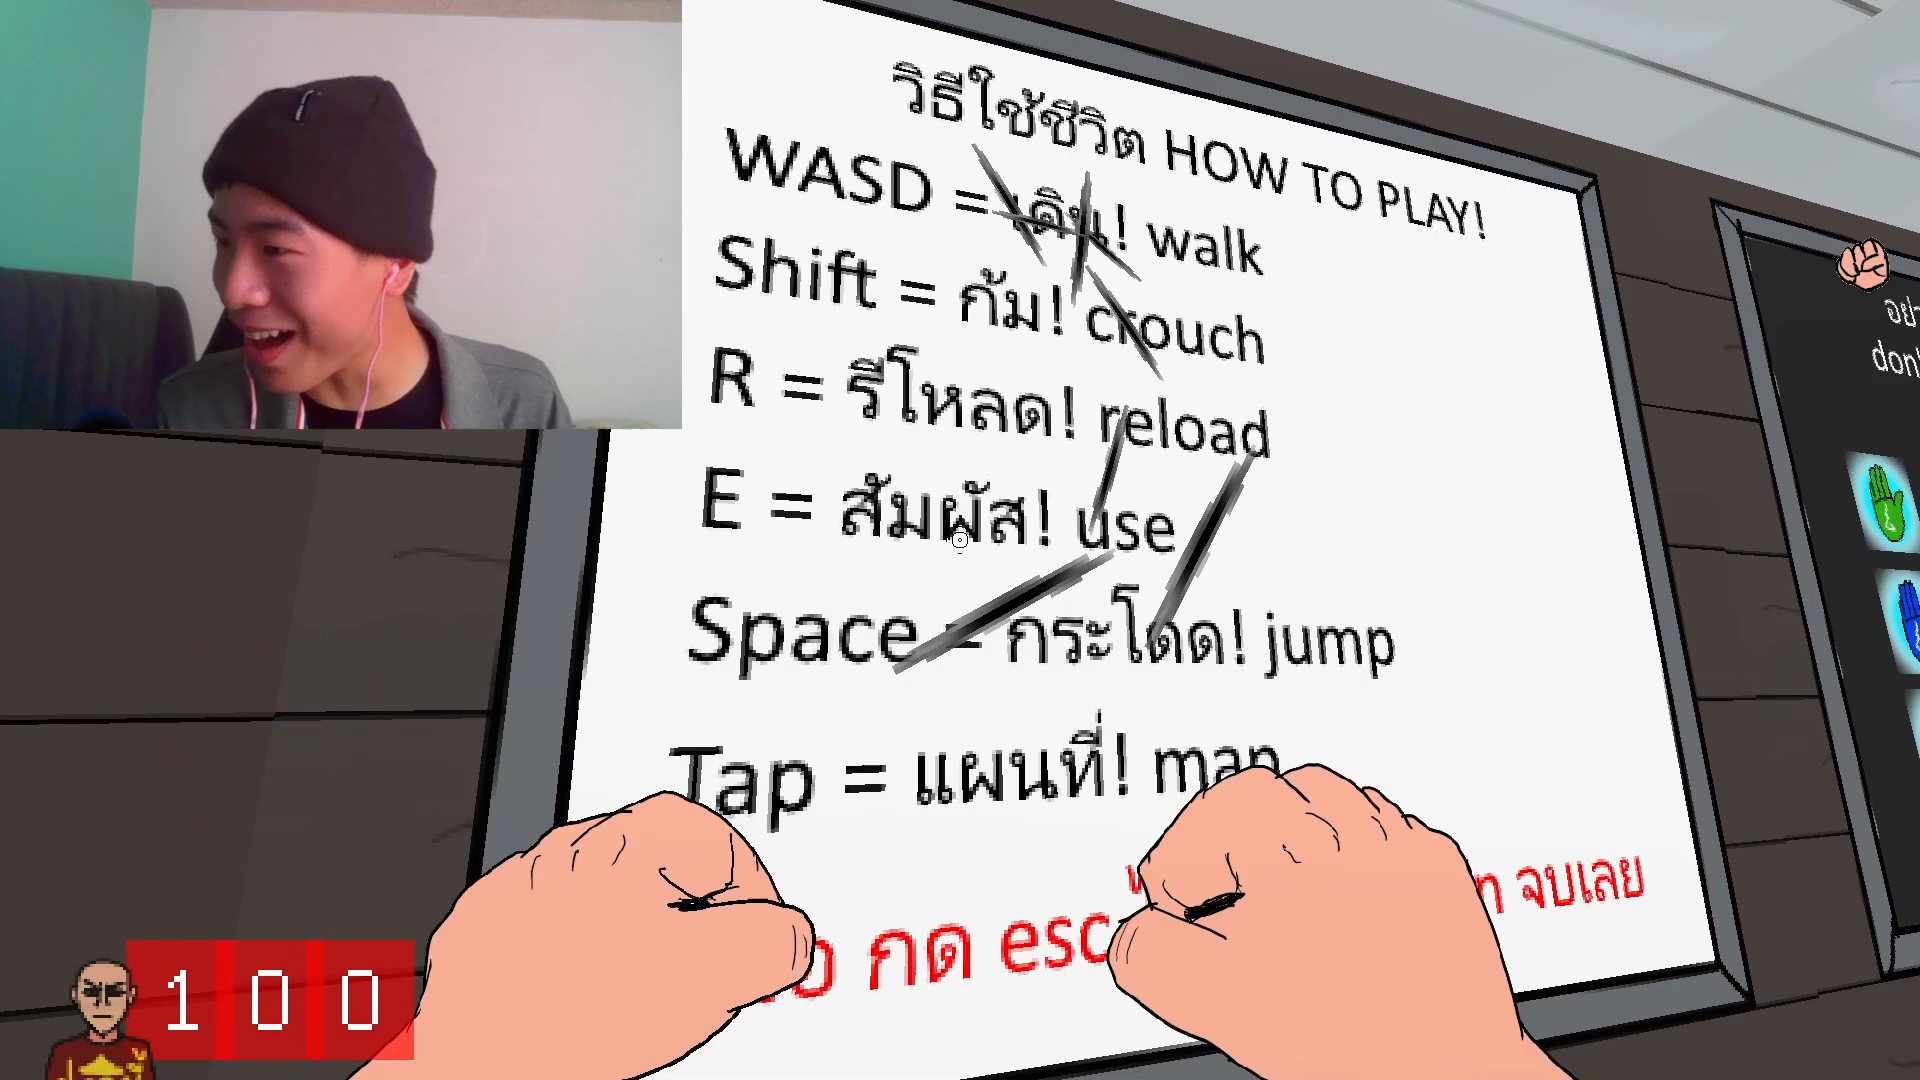 วิธีใช้ชีวิต HOW TO PLAY!
WASD = เดิน! walk
Shift = ก้ม! crouch
R = รีโหลด! reload
E = สัมผัส! use
Space = กระโดด! jump
Tap = แผนที่! map
จบเลย
กด esc
don'
100